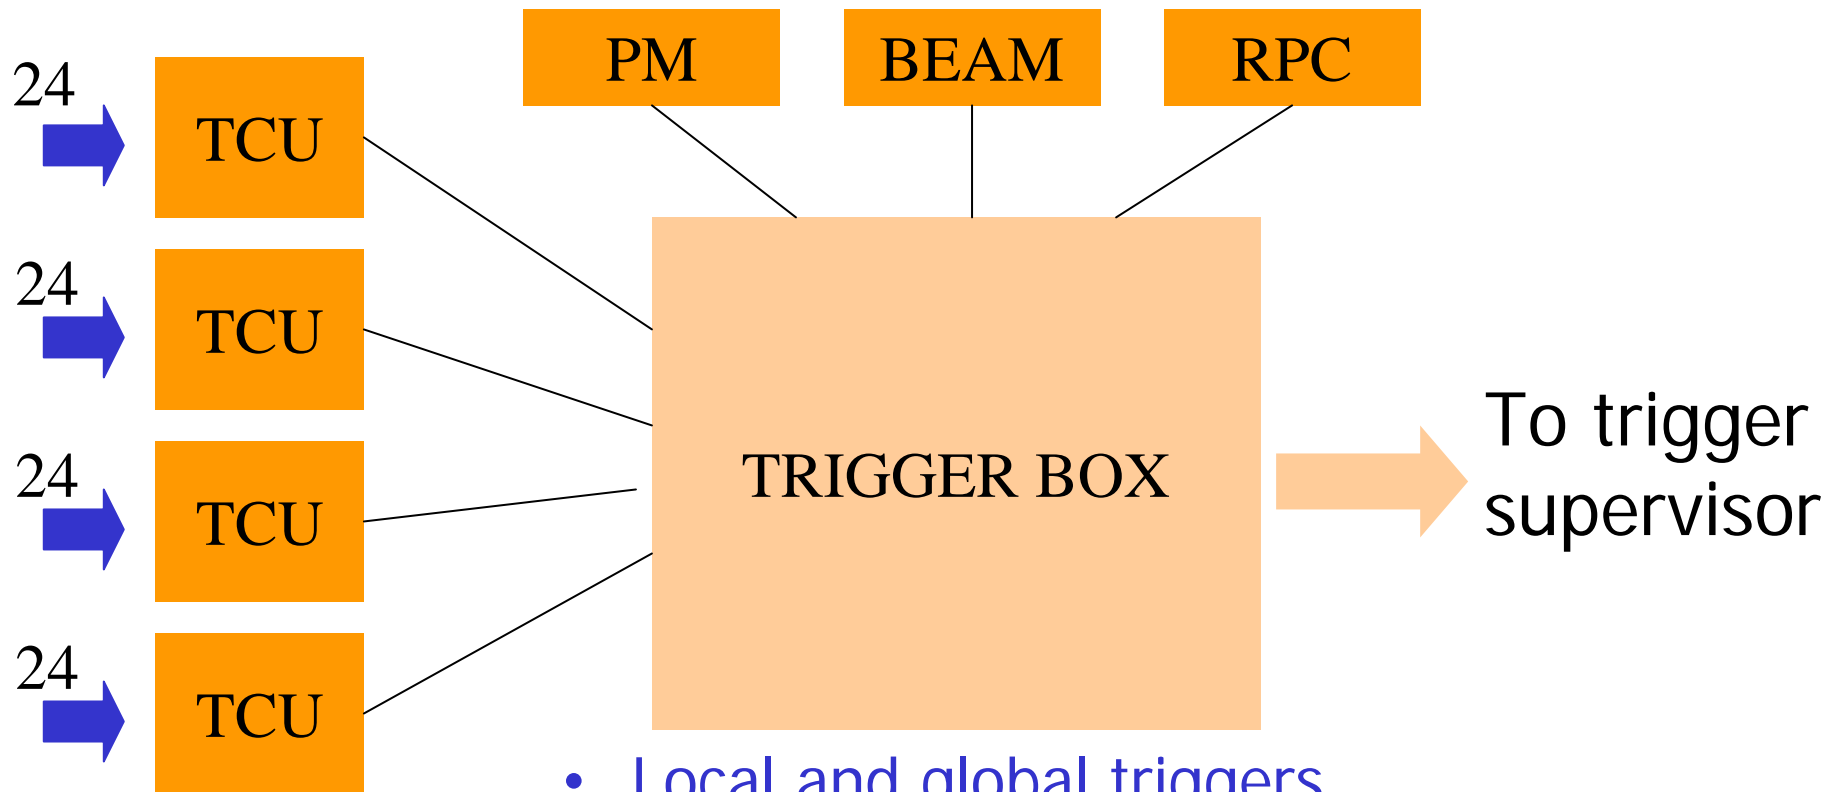 PM
BEAM
RPC
24
TCU
24
TCU
24
TCU
24
TCU
TRIGGER BOX
To trigger
supervisor
• Local and global triggers